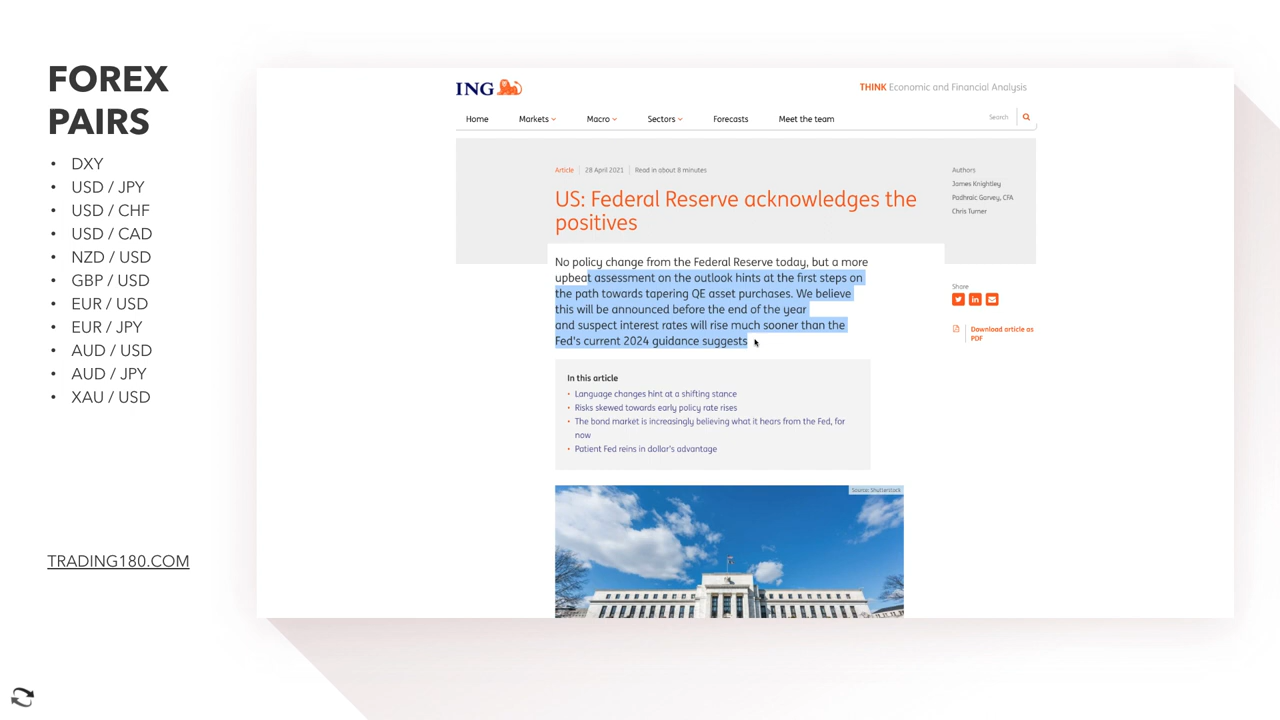 FOREX
PAIRS
• DXY
• USD / JPY
• USD / CHF
• USD / CAD
• NZD / USD
• GBP / USD
• EUR / USD
• EUR / JPY
• AUD / USD
• AUD / JPY
• XAU / USD
TRADING180.COM
ING
THINK Economic and Financial Analysis
Home Markets Macro Sectors Forecasts Meet the team Search
Article | 28 April 2021 | Read in about 8 minutes
US: Federal Reserve acknowledges the
positives
No policy change from the Federal Reserve today, but a more
upbeat assessment on the outlook hints at the first steps on
the path towards tapering QE asset purchases. We believe
this will be announced before the end of the year
and suspect interest rates will rise much sooner than the
Fed's current 2024 guidance suggests
Authors
James Knightley
Padhraic Garvey, CFA
Chris Turner
Share
Download article as
PDF
In this article
• Language changes hint at a shifting stance
• Risks skewed towards early policy rate rises
• The bond market is increasingly believing what it hears from the Fed, for
now
• Patient Fed reins in dollar's advantage
Source: Shutterstock